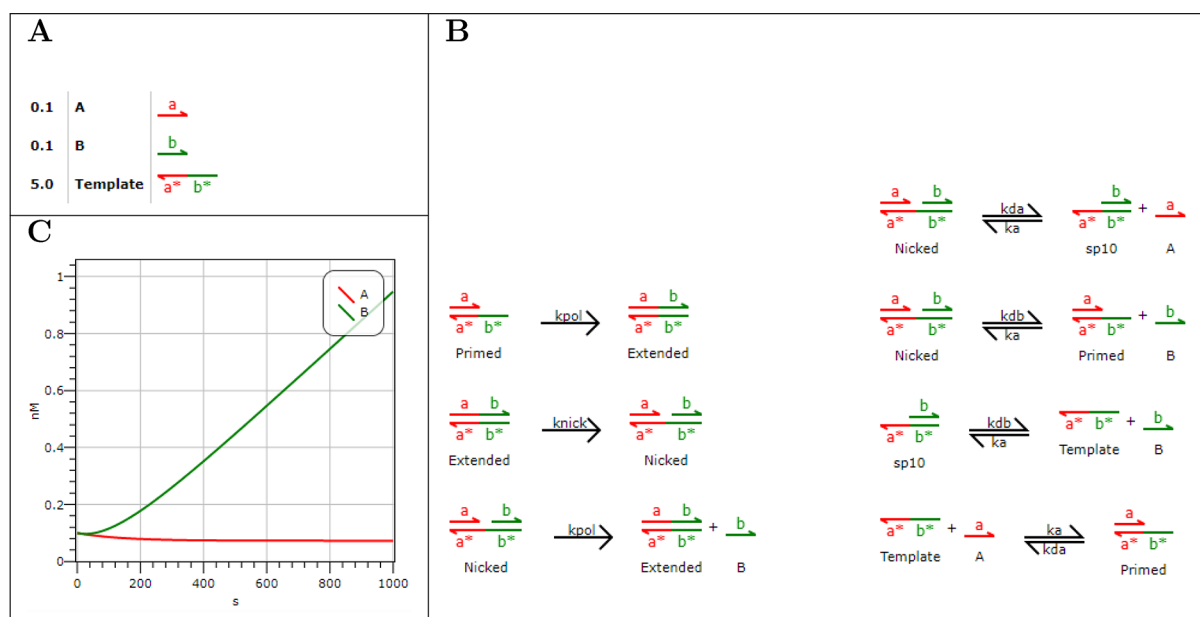 A
0.1 A a
0.1 B b
5.0 Template a* b*
C
1
0.8
0.6
0.4
0.2
0
nM
0 200 400 600 800 1000
s
A
B
B
a
a* b*
Primed
kpol
a b
a* b*
Extended
a b
a* b*
Extended
knick
a b
a* b*
Nicked
a b
a* b*
Nicked
kpol
a b
a* b*
Extended
+
b
B
a b
a* b*
Nicked
kda
ka
b
a* b*
sp10
+
a
A
a b
a* b*
Nicked
kdb
ka
a
a* b*
Primed
+
b
B
b
a* b*
sp10
kdb
ka
a* b*
Template
+
b
B
a* b*
Template
+
a
A
ka
kda
a
a* b*
Primed